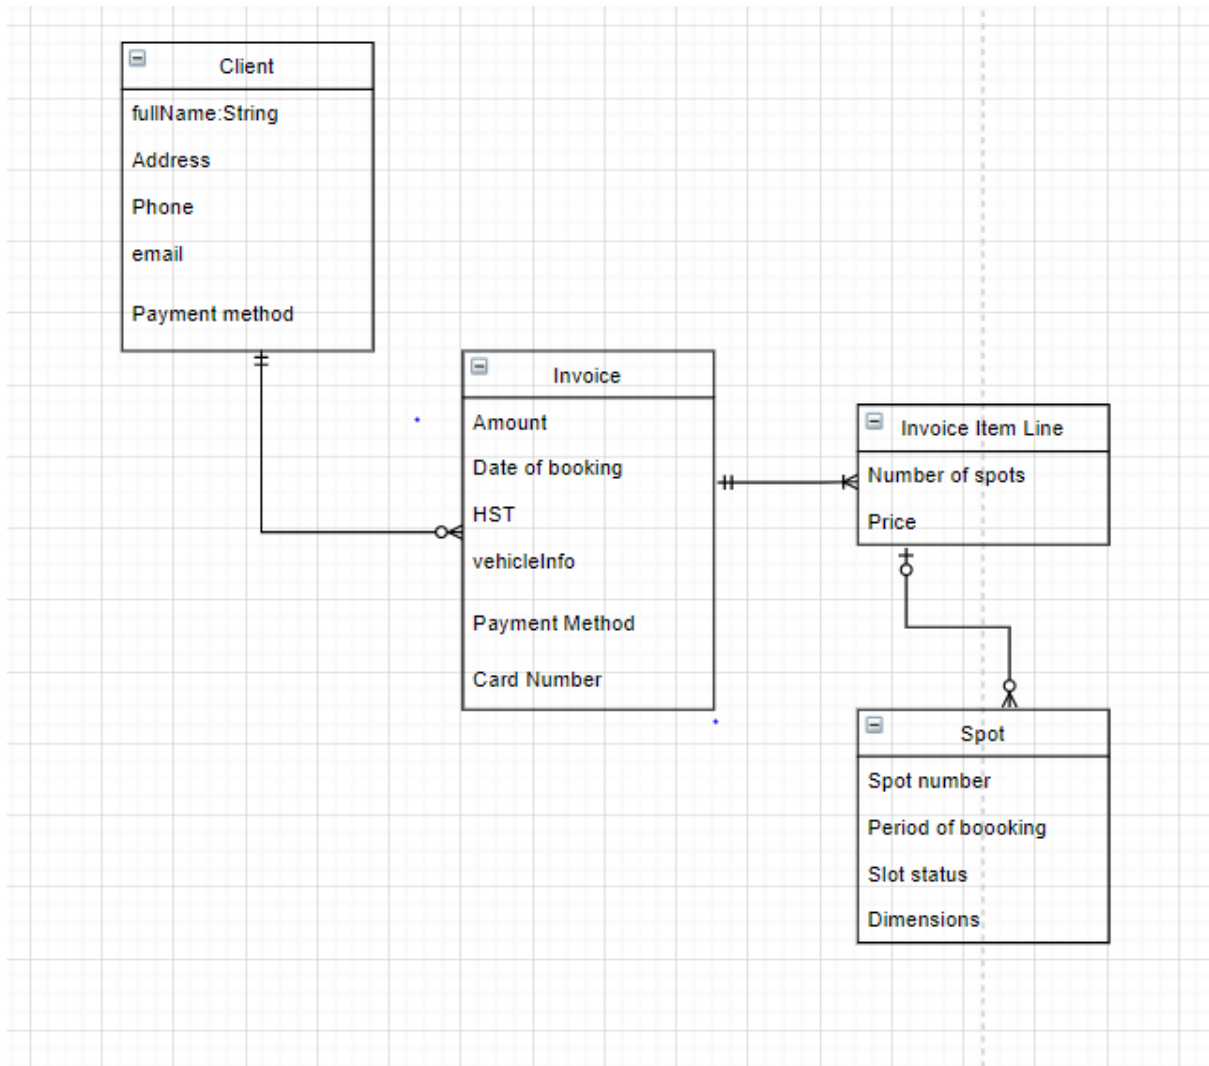 Client
fullName:String
Address
Phone
email
Payment method
Invoice
Amount
Date of booking
HST
vehicleInfo
Payment Method
Card Number
Invoice Item Line
Number of spots
Price
Spot
Spot number
Period of boooking
Slot status
Dimensions